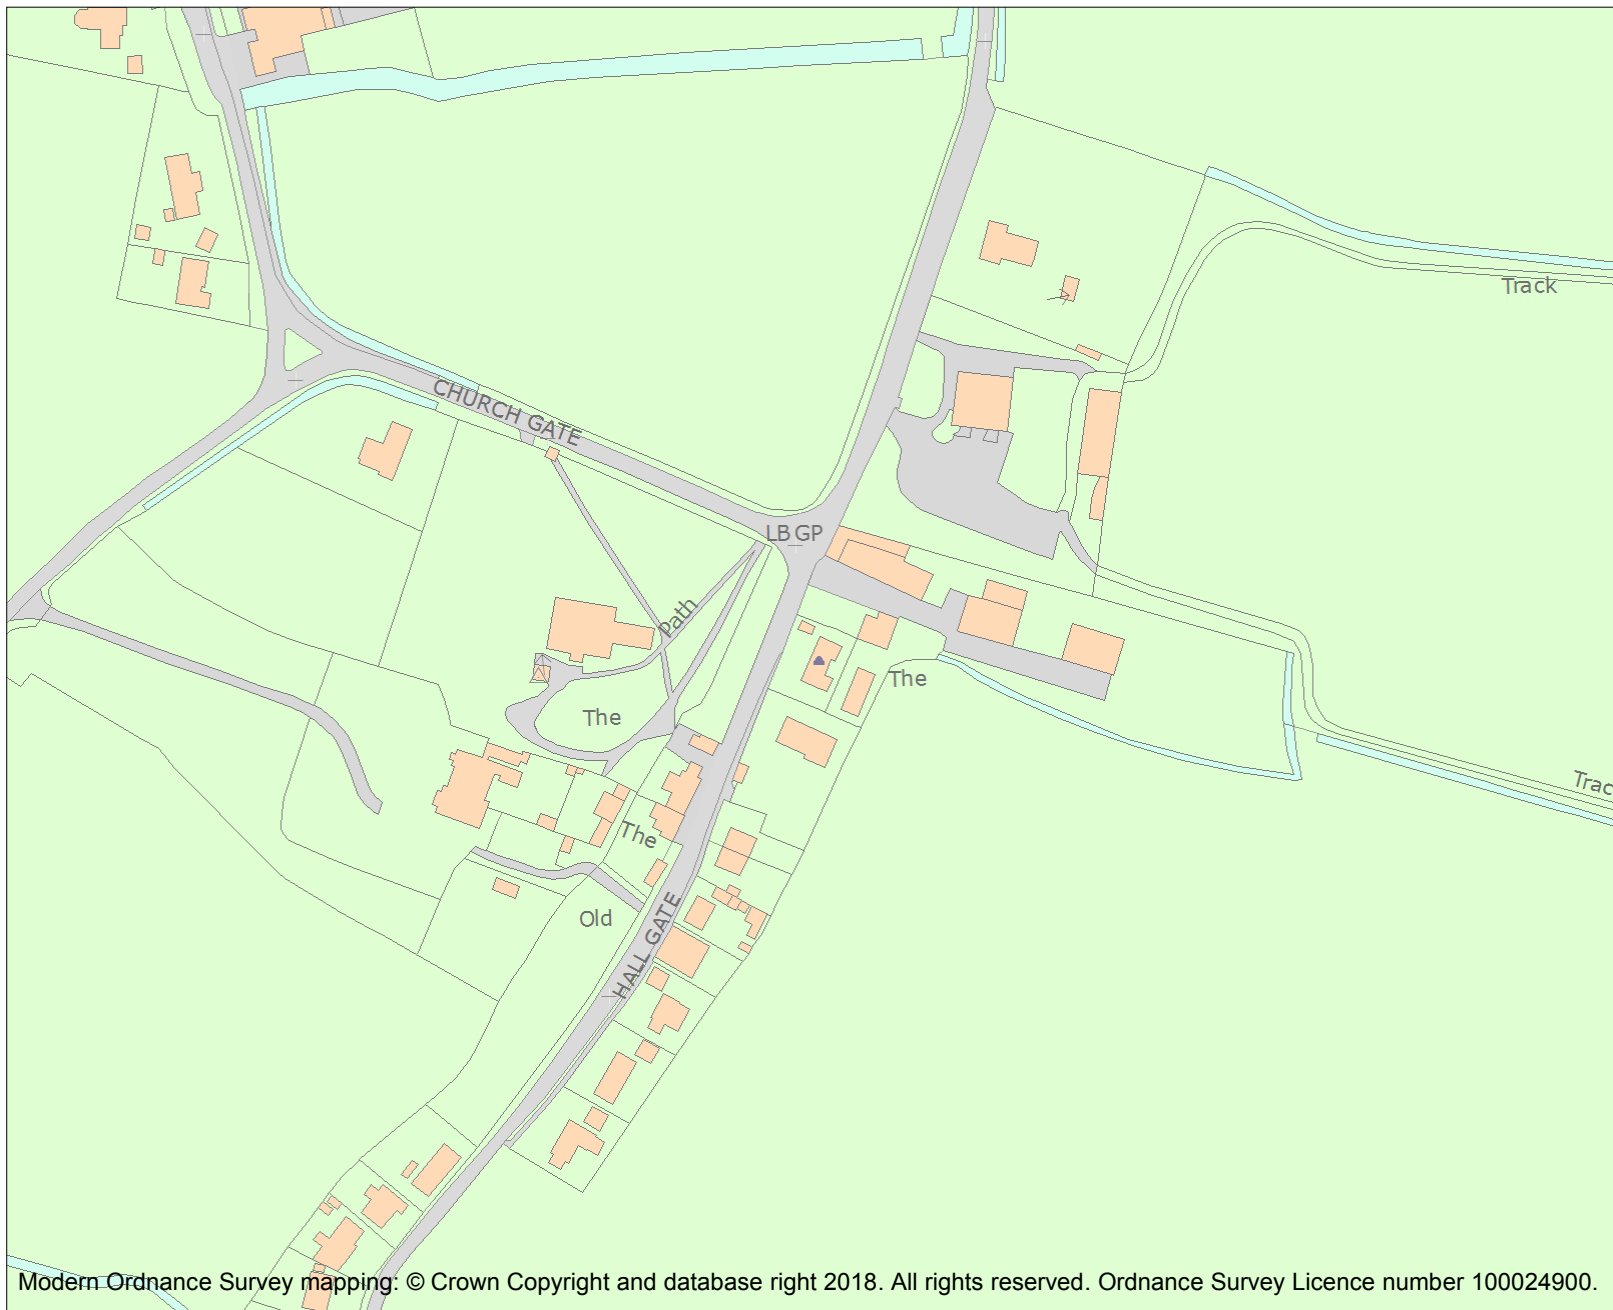 Track
CHURCH GATE
LB GP
Path
The
The
Trac
The
Old
HALL GATE
Modern Ordnance Survey mapping: © Crown Copyright and database right 2018. All rights reserved. Ordnance Survey Licence number 100024900.